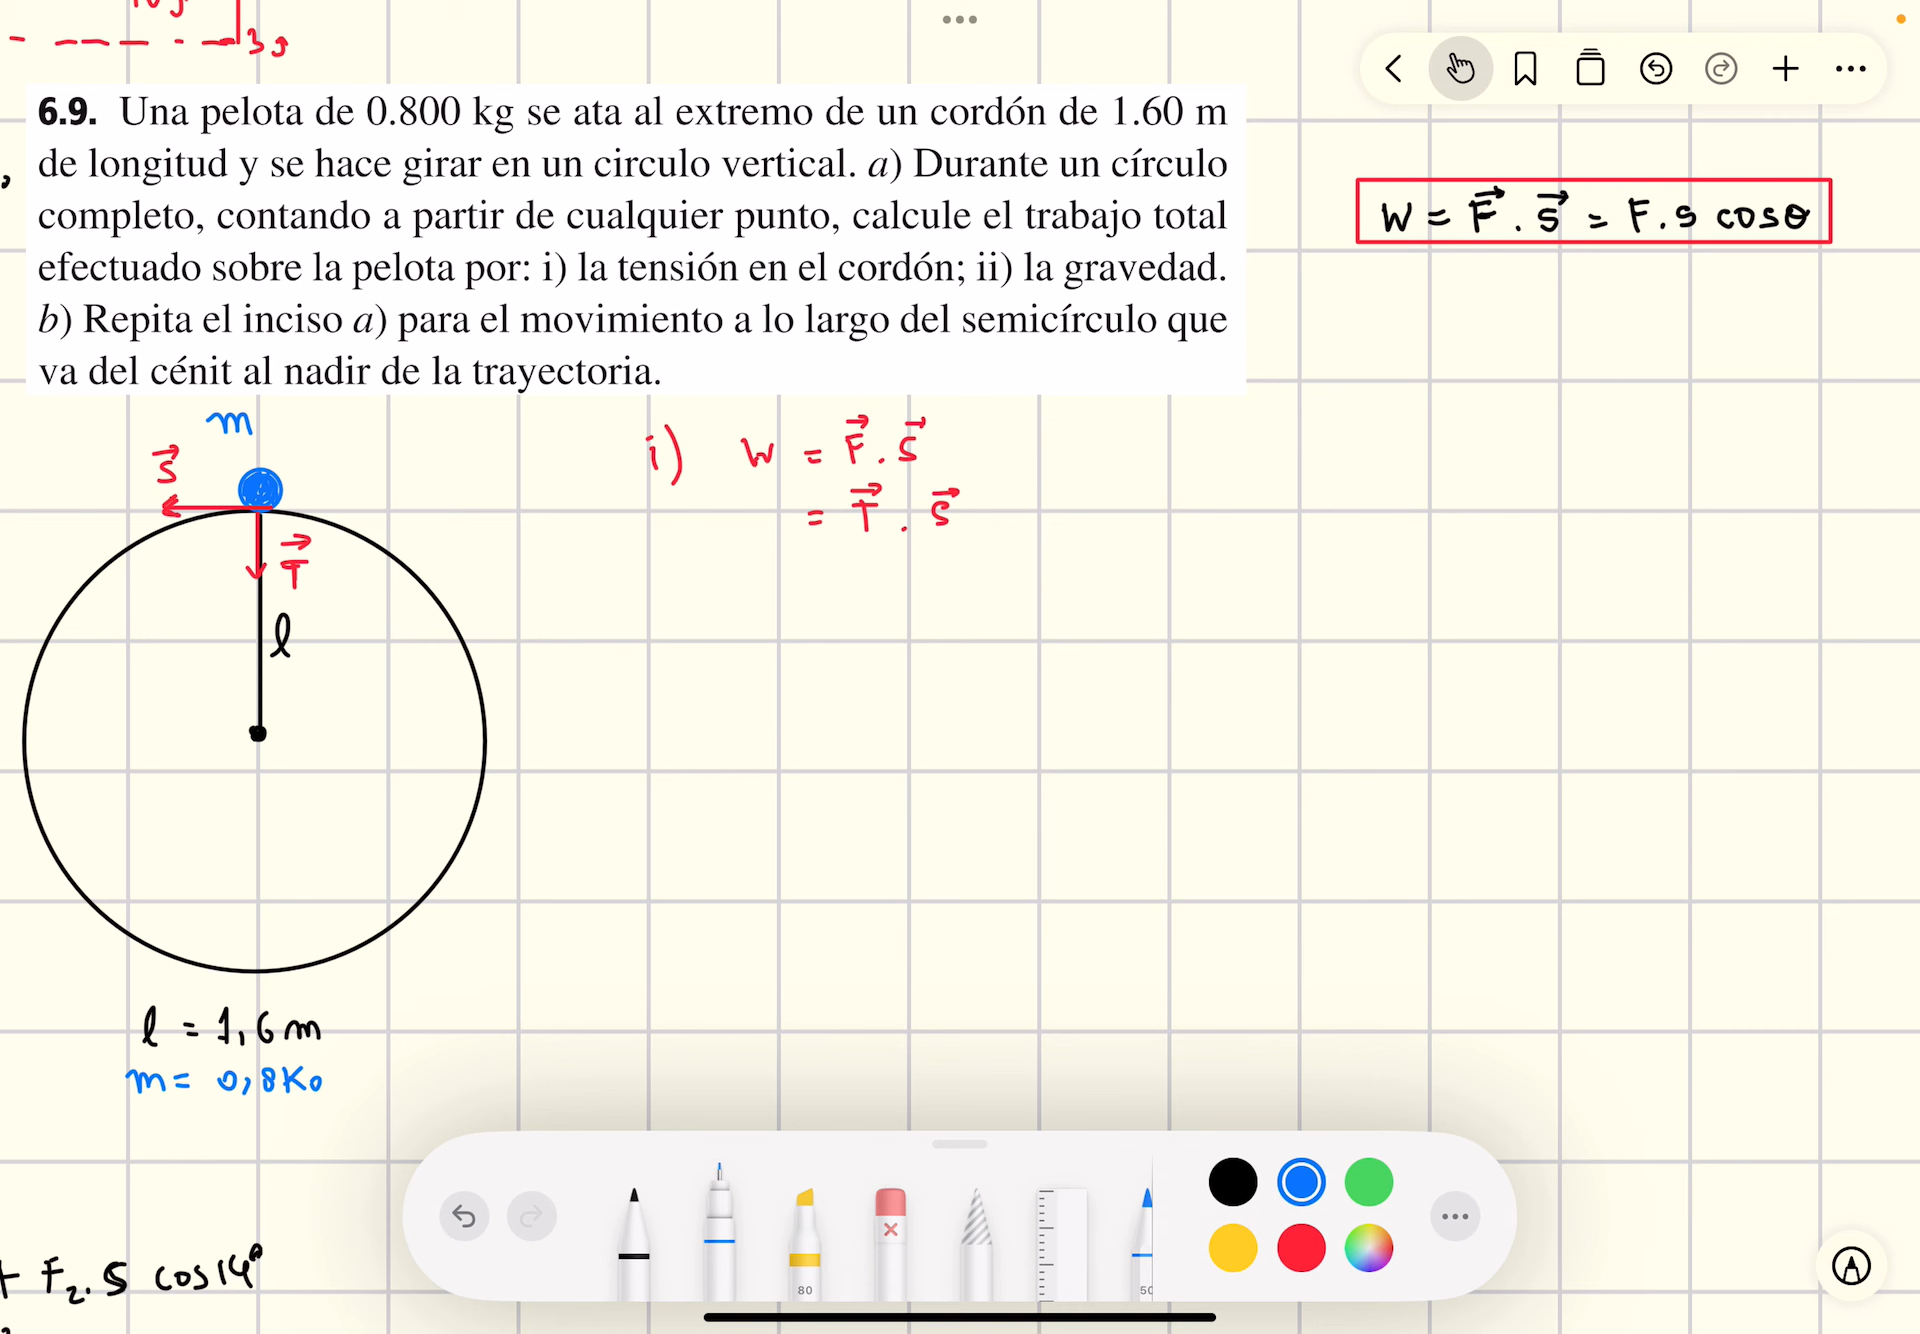 3g
6.9. Una pelota de 0.800 kg se ata al extremo de un cordón de 1.60 m
de longitud y se hace girar en un circulo vertical. a) Durante un círculo
completo, contando a partir de cualquier punto, calcule el trabajo total
efectuado sobre la pelota por: i) la tensión en el cordón; ii) la gravedad.
b) Repita el inciso a) para el movimiento a lo largo del semicírculo que
va del cénit al nadir de la trayectoria.
W = F⃗ . s⃗ = F . s cosθ
m
s⃗
T⃗
l
i) W = F⃗ . s⃗
= T⃗ . s⃗
l = 1,6 m
m = 0,8 Kg
+ F₂ . s cos 14°
80
50